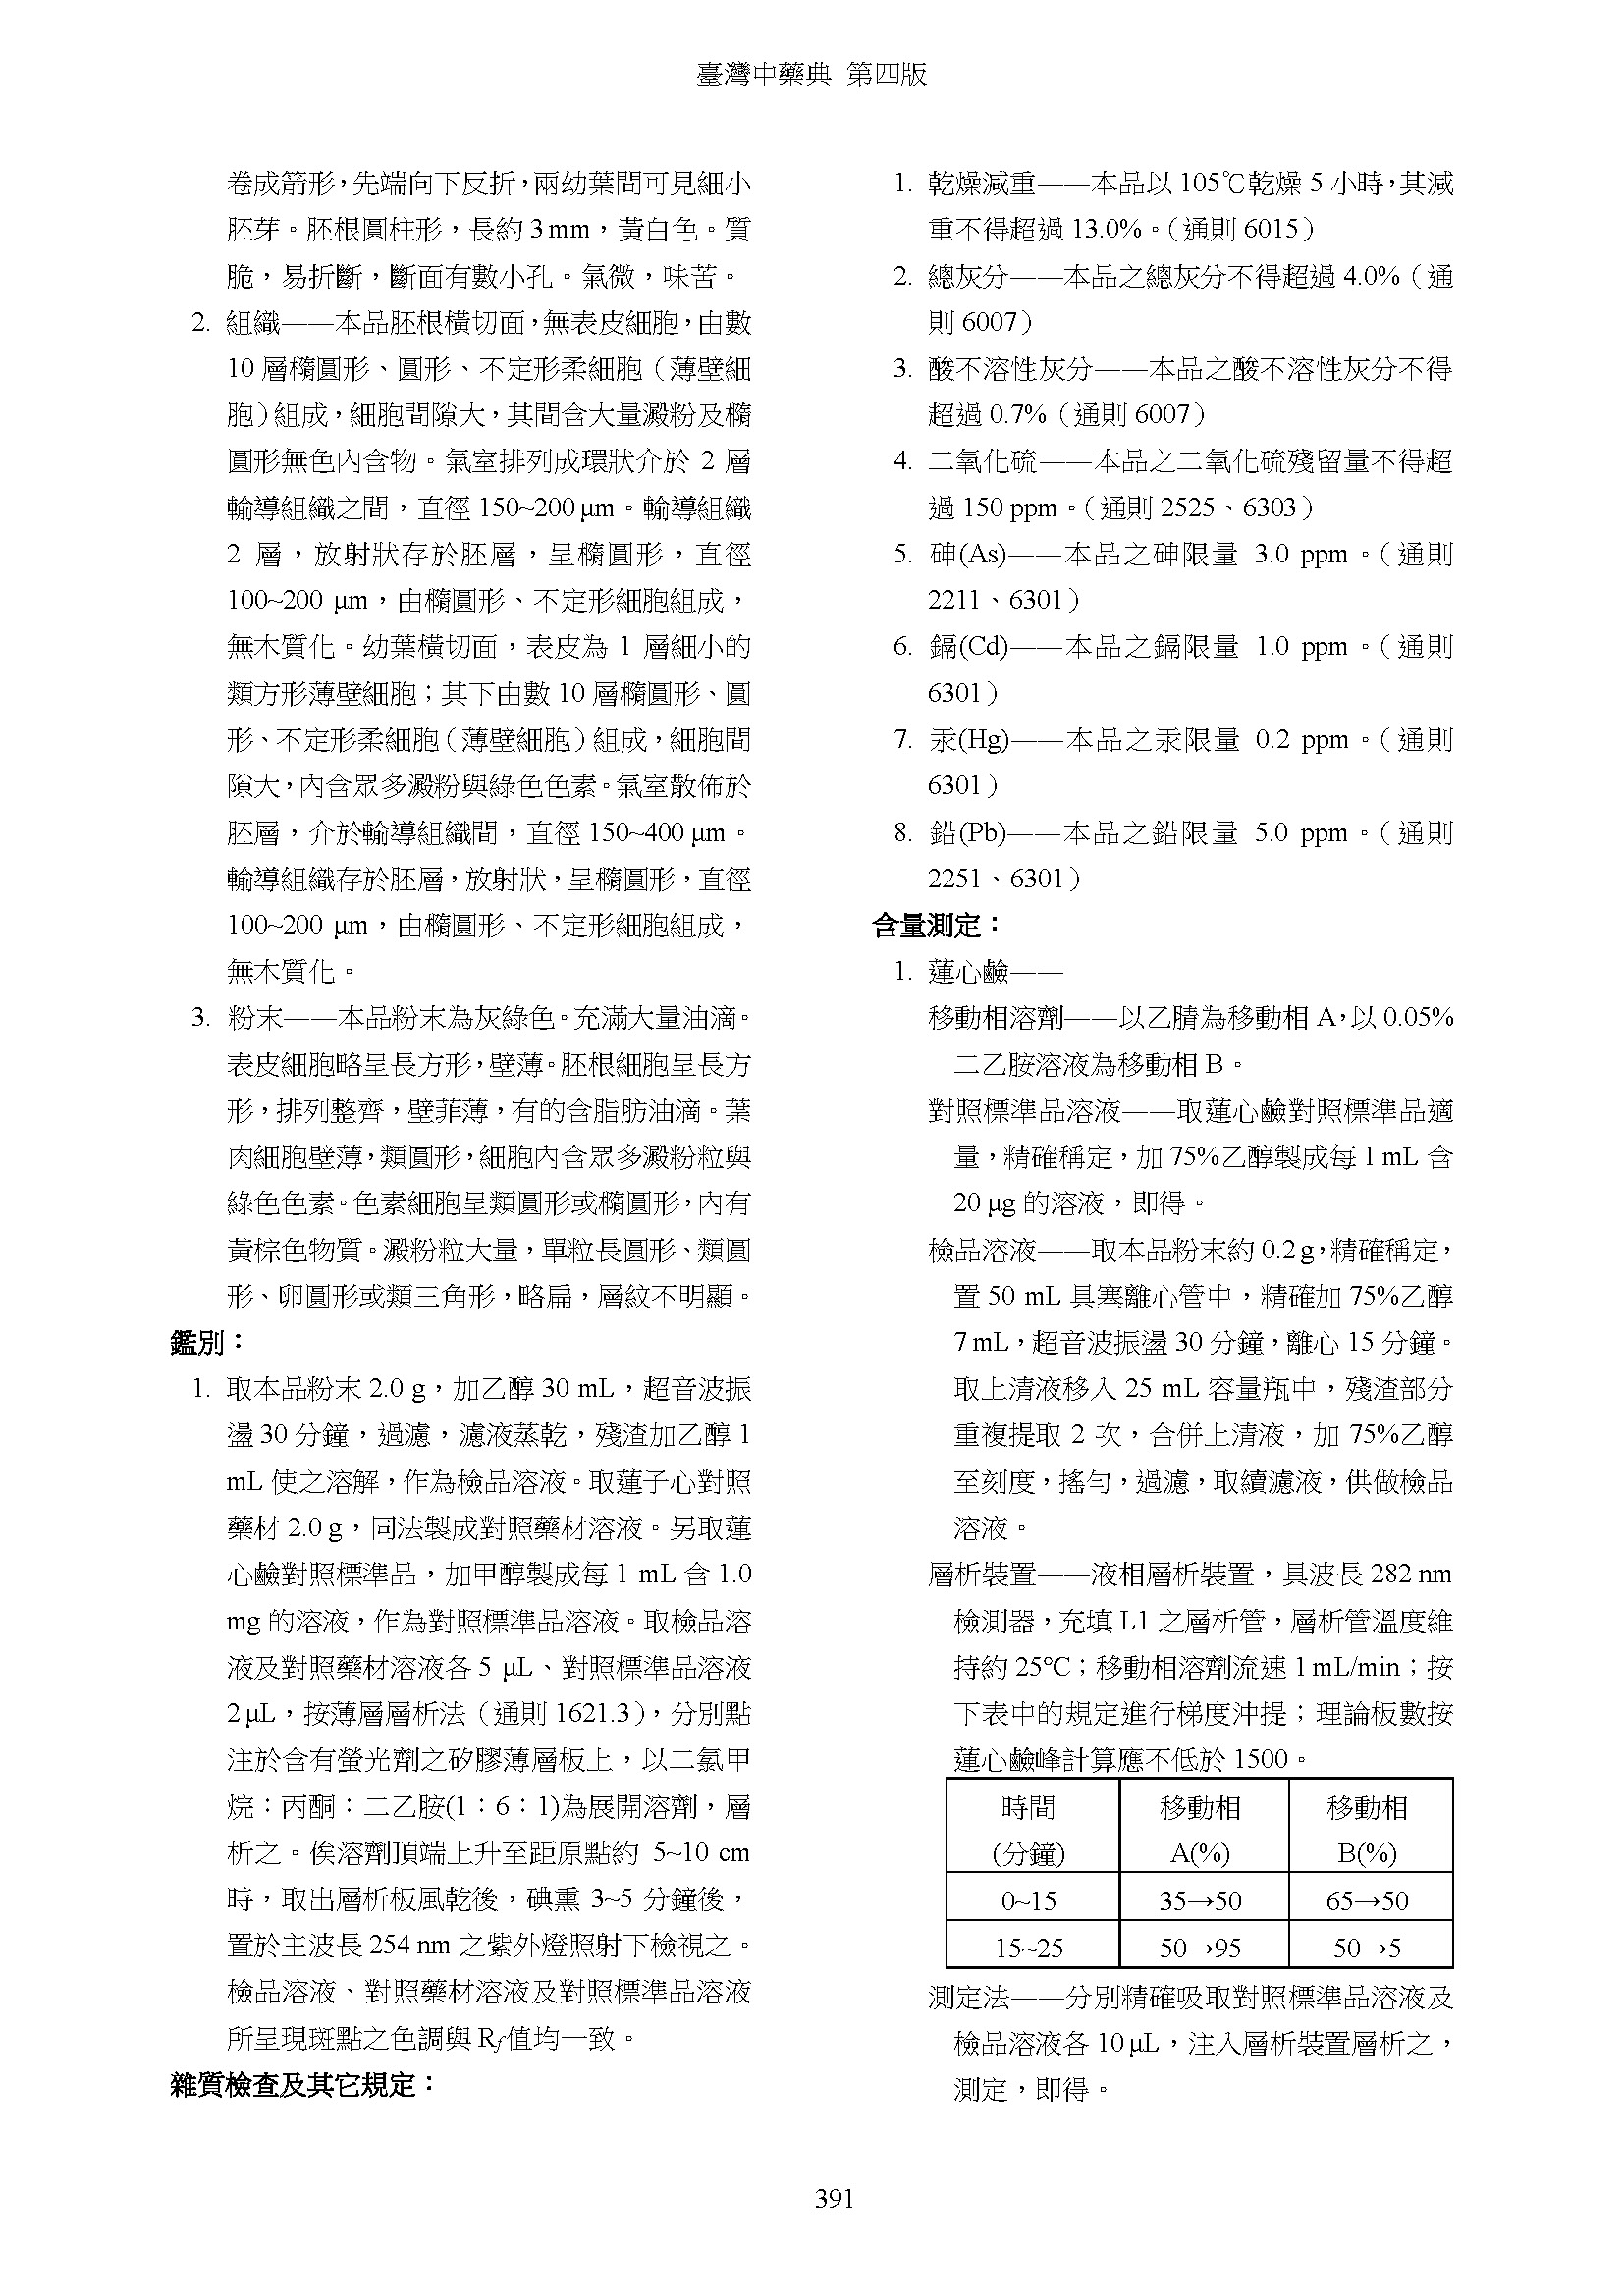 臺灣中藥典 第四版
卷成箭形，先端向下反折，兩幼葉間可見細小
胚芽。胚根圓柱形，長約 3 mm，黃白色。質
脆，易折斷，斷面有數小孔。氣微，味苦。
2. 組織——本品胚根橫切面，無表皮細胞，由數
10 層橢圓形、圓形、不定形柔細胞（薄壁細
胞）組成，細胞間隙大，其間含大量澱粉及橢
圓形無色內含物。氣室排列成環狀介於 2 層
輸導組織之間，直徑 150~200 μm。輸導組織
2 層，放射狀存於胚層，呈橢圓形，直徑
100~200 μm，由橢圓形、不定形細胞組成，
無木質化。幼葉橫切面，表皮為 1 層細小的
類方形薄壁細胞；其下由數 10 層橢圓形、圓
形、不定形柔細胞（薄壁細胞）組成，細胞間
隙大，內含眾多澱粉與綠色色素。氣室散佈於
胚層，介於輸導組織間，直徑 150~400 μm。
輸導組織存於胚層，放射狀，呈橢圓形，直徑
100~200 μm，由橢圓形、不定形細胞組成，
無木質化。
3. 粉末——本品粉末為灰綠色。充滿大量油滴。
表皮細胞略呈長方形，壁薄。胚根細胞呈長方
形，排列整齊，壁菲薄，有的含脂肪油滴。葉
肉細胞壁薄，類圓形，細胞內含眾多澱粉粒與
綠色色素。色素細胞呈類圓形或橢圓形，內有
黃棕色物質。澱粉粒大量，單粒長圓形、類圓
形、卵圓形或類三角形，略扁，層紋不明顯。
鑑別：
1. 取本品粉末 2.0 g，加乙醇 30 mL，超音波振
盪 30 分鐘，過濾，濾液蒸乾，殘渣加乙醇 1
mL 使之溶解，作為檢品溶液。取蓮子心對照
藥材 2.0 g，同法製成對照藥材溶液。另取蓮
心鹼對照標準品，加甲醇製成每 1 mL 含 1.0
mg 的溶液，作為對照標準品溶液。取檢品溶
液及對照藥材溶液各 5 μL、對照標準品溶液
2 μL，按薄層層析法（通則 1621.3），分別點
注於含有螢光劑之矽膠薄層板上，以二氯甲
烷：丙酮：二乙胺(1：6：1)為展開溶劑，層
析之。俟溶劑頂端上升至距原點約 5~10 cm
時，取出層析板風乾後，碘熏 3~5 分鐘後，
置於主波長 254 nm 之紫外燈照射下檢視之。
檢品溶液、對照藥材溶液及對照標準品溶液
所呈現斑點之色調與 Rf 值均一致。
雜質檢查及其它規定：
1. 乾燥減重——本品以 105℃乾燥 5 小時，其減
重不得超過 13.0%。（通則 6015）
2. 總灰分——本品之總灰分不得超過 4.0%（通
則 6007）
3. 酸不溶性灰分——本品之酸不溶性灰分不得
超過 0.7%（通則 6007）
4. 二氧化硫——本品之二氧化硫殘留量不得超
過 150 ppm。（通則 2525、6303）
5. 砷(As)——本品之砷限量 3.0 ppm。（通則
2211、6301）
6. 鎘(Cd)——本品之鎘限量 1.0 ppm。（通則
6301）
7. 汞(Hg)——本品之汞限量 0.2 ppm。（通則
6301）
8. 鉛(Pb)——本品之鉛限量 5.0 ppm。（通則
2251、6301）
含量測定：
1. 蓮心鹼——
移動相溶劑——以乙腈為移動相 A，以 0.05%
二乙胺溶液為移動相 B。
對照標準品溶液——取蓮心鹼對照標準品適
量，精確稱定，加 75%乙醇製成每 1 mL 含
20 μg 的溶液，即得。
檢品溶液——取本品粉末約 0.2 g，精確稱定，
置 50 mL 具塞離心管中，精確加 75%乙醇
7 mL，超音波振盪 30 分鐘，離心 15 分鐘。
取上清液移入 25 mL 容量瓶中，殘渣部分
重複提取 2 次，合併上清液，加 75%乙醇
至刻度，搖勻，過濾，取續濾液，供做檢品
溶液。
層析裝置——液相層析裝置，具波長 282 nm
檢測器，充填 L1 之層析管，層析管溫度維
持約 25℃；移動相溶劑流速 1 mL/min；按
下表中的規定進行梯度沖提；理論板數按
蓮心鹼峰計算應不低於 1500。
時間 移動相 移動相
(分鐘) A(%) B(%)
0~15 35→50 65→50
15~25 50→95 50→5
測定法——分別精確吸取對照標準品溶液及
檢品溶液各 10 μL，注入層析裝置層析之，
測定，即得。
391